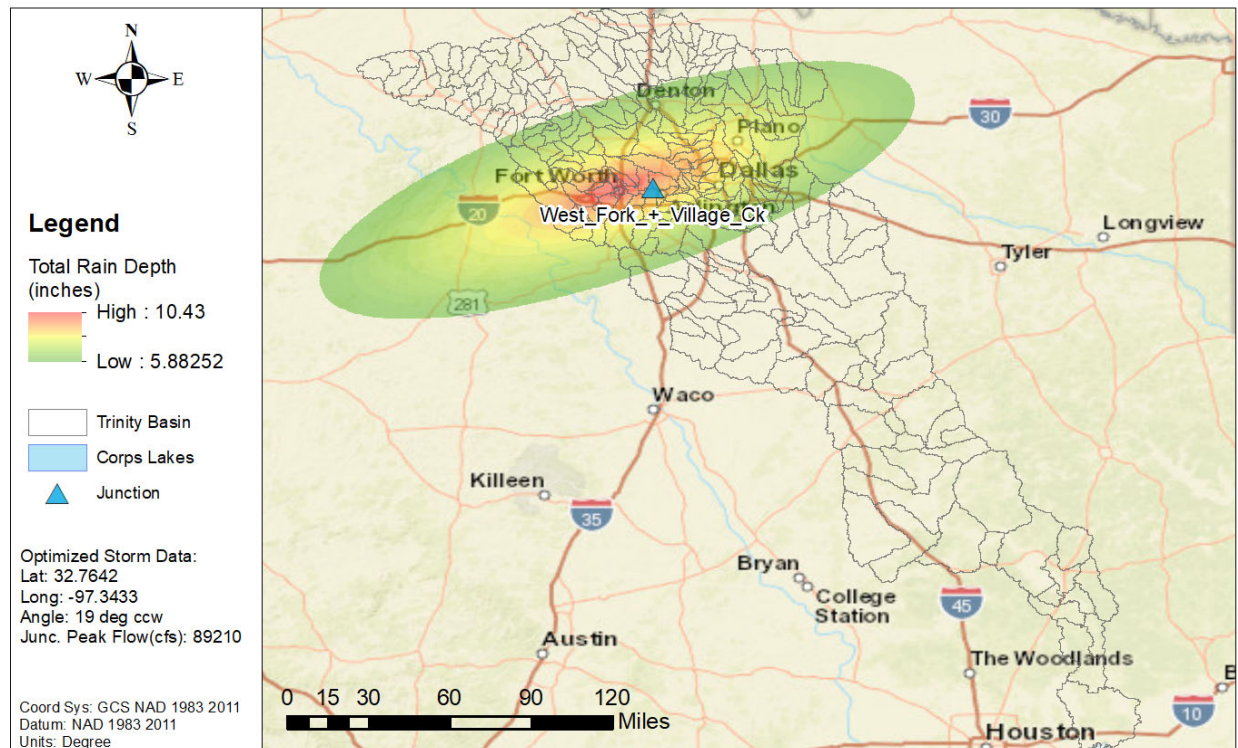 N
W E
S
Legend
Total Rain Depth
(inches)
High : 10.43
Low : 5.88252
Trinity Basin
Corps Lakes
Junction
Optimized Storm Data:
Lat: 32.7642
Long: -97.3433
Angle: 19 deg ccw
Junc. Peak Flow(cfs): 89210
Coord Sys: GCS NAD 1983 2011
Datum: NAD 1983 2011
Units: Degree
Denton
30
Plano
Fort Worth
Dallas
20
West_Fork_+_Village_Ck
Longview
Tyler
281
Waco
Killeen
35
Bryan
College
Station
45
Austin
The Woodlands
B
10
Houston
0 15 30 60 90 120
Miles